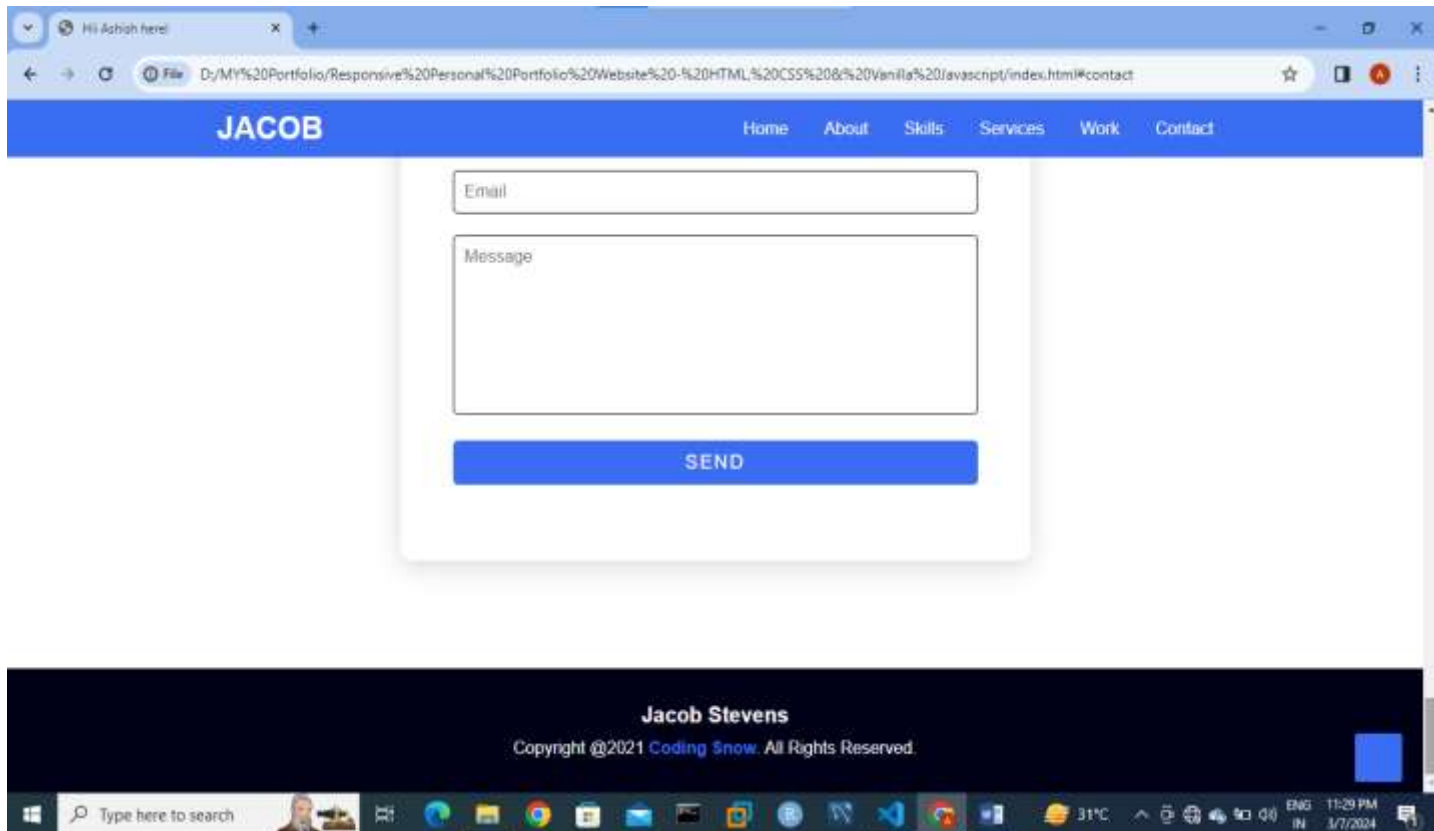 Hii Ashish here!
File D:/MY%20Portfolio/Responsive%20Personal%20Portfolio%20Website%20-%20HTML,%20CSS%20&%20Vanilla%20Javascript/index.html#contact
JACOB Home About Skills Services Work Contact
Email
Message
SEND
Jacob Stevens
Copyright @2021 Coding Snow. All Rights Reserved.
Type here to search 31°C ENG 11:29 PM
IN 3/7/2024